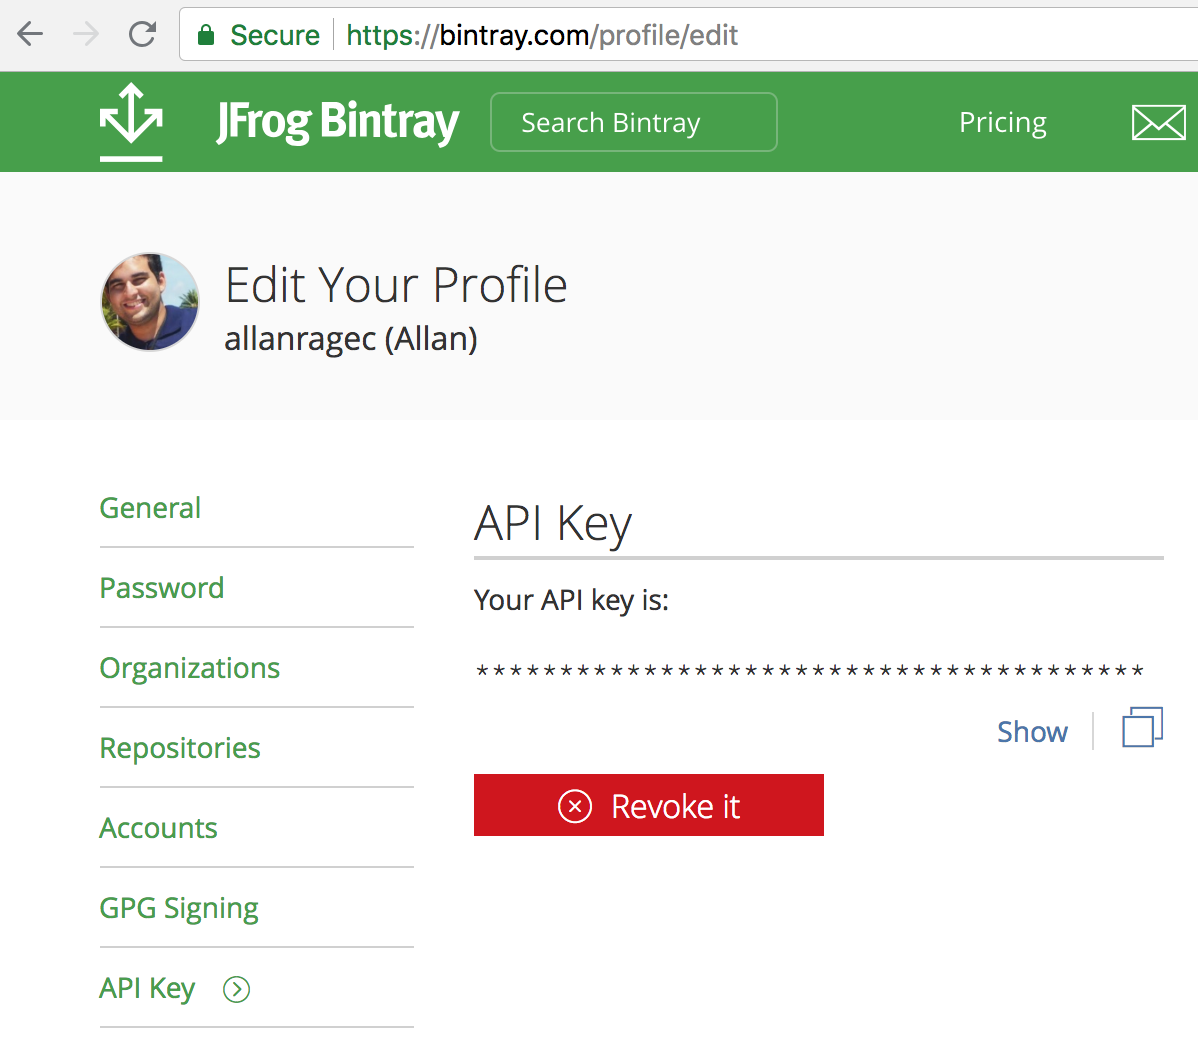 Secure https://bintray.com/profile/edit
JFrog Bintray Search Bintray Pricing
Edit Your Profile
allanragec (Allan)
General
Password
Organizations
Repositories
Accounts
GPG Signing
API Key
API Key
Your API key is:
****************************************
Show
Revoke it